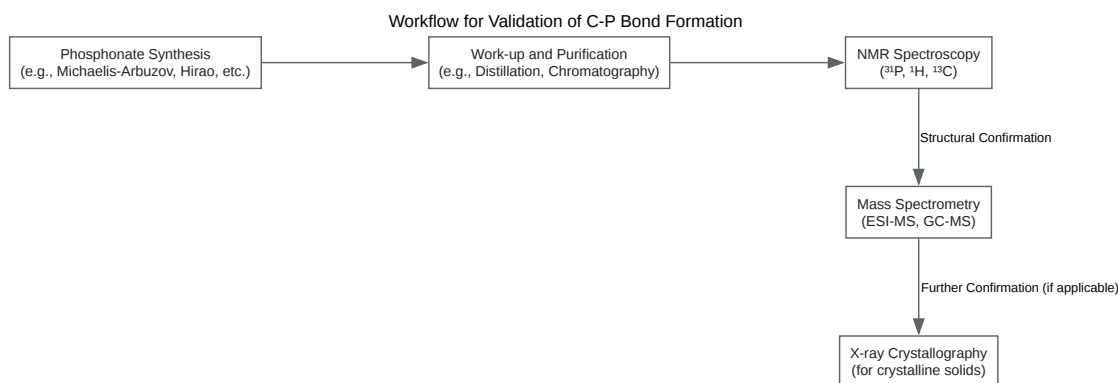 Workflow for Validation of C-P Bond Formation
Phosphonate Synthesis
(e.g., Michaelis-Arbuzov, Hirao, etc.)
Work-up and Purification
(e.g., Distillation, Chromatography)
NMR Spectroscopy
(³¹P, ¹H, ¹³C)
Structural Confirmation
Mass Spectrometry
(ESI-MS, GC-MS)
Further Confirmation (if applicable)
X-ray Crystallography
(for crystalline solids)